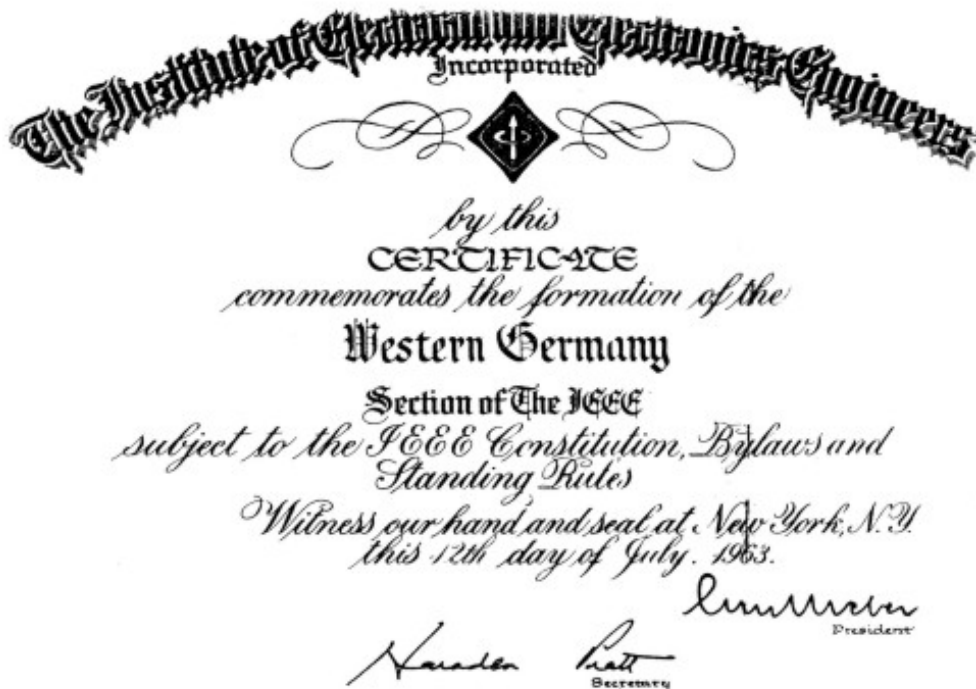 The Institute of Electrical and Electronics Engineers
Incorporated
by this
CERTIFICATE
commemorates the formation of the
Western Germany
Section of The IEEE
subject to the IEEE Constitution, Bylaws and
Standing Rules
Witness our hand and seal at New York, N.Y.
this 12th day of July. 1963.
President
Haraden Pratt
Secretary